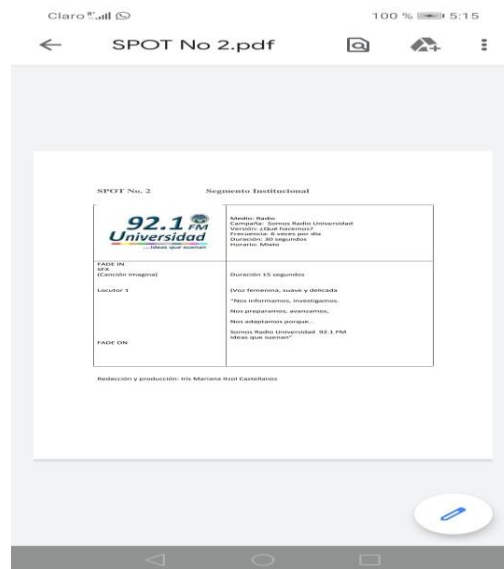 Claro 5:15
100 %
SPOT No 2.pdf
SPOT No. 2 Segmento Institucional
92.1 FM
Universidad
...Ideas que suenan
Medio: Radio
Campaña: Somos Radio Universidad
Versión: ¿Qué hacemos?
Frecuencia: 6 veces por día
Duración: 30 segundos
Horario: Mixto
FADE IN
SFX
(Canción Imagina)
Duración 15 segundos
Locutor 1
(Voz femenina, suave y delicada
"Nos informamos, investigamos,
Nos preparamos, avanzamos,
Nos adaptamos porque...
Somos Radio Universidad 92.1 FM
Ideas que suenan"
FADE ON
Redacción y producción: Iris Mariana Itzol Castellanos